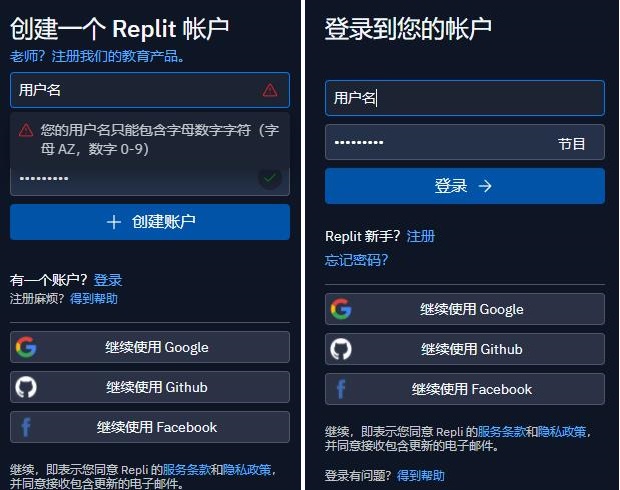 创建一个 Replit 帐户
老师？注册我们的教育产品。
用户名
您的用户名只能包含字母数字字符（字
母 AZ，数字 0-9）
•••••••••
创建账户
有一个账户？登录
注册麻烦？得到帮助
继续使用 Google
继续使用 Github
继续使用 Facebook
继续，即表示您同意 Repli 的服务条款和隐私政策，
并同意接收包含更新的电子邮件。
登录到您的帐户
用户名
••••••••• 节目
登录 →
Replit 新手？注册
忘记密码？
继续使用 Google
继续使用 Github
继续使用 Facebook
继续，即表示您同意 Repli 的服务条款和隐私政策，
并同意接收包含更新的电子邮件。
登录有问题？得到帮助